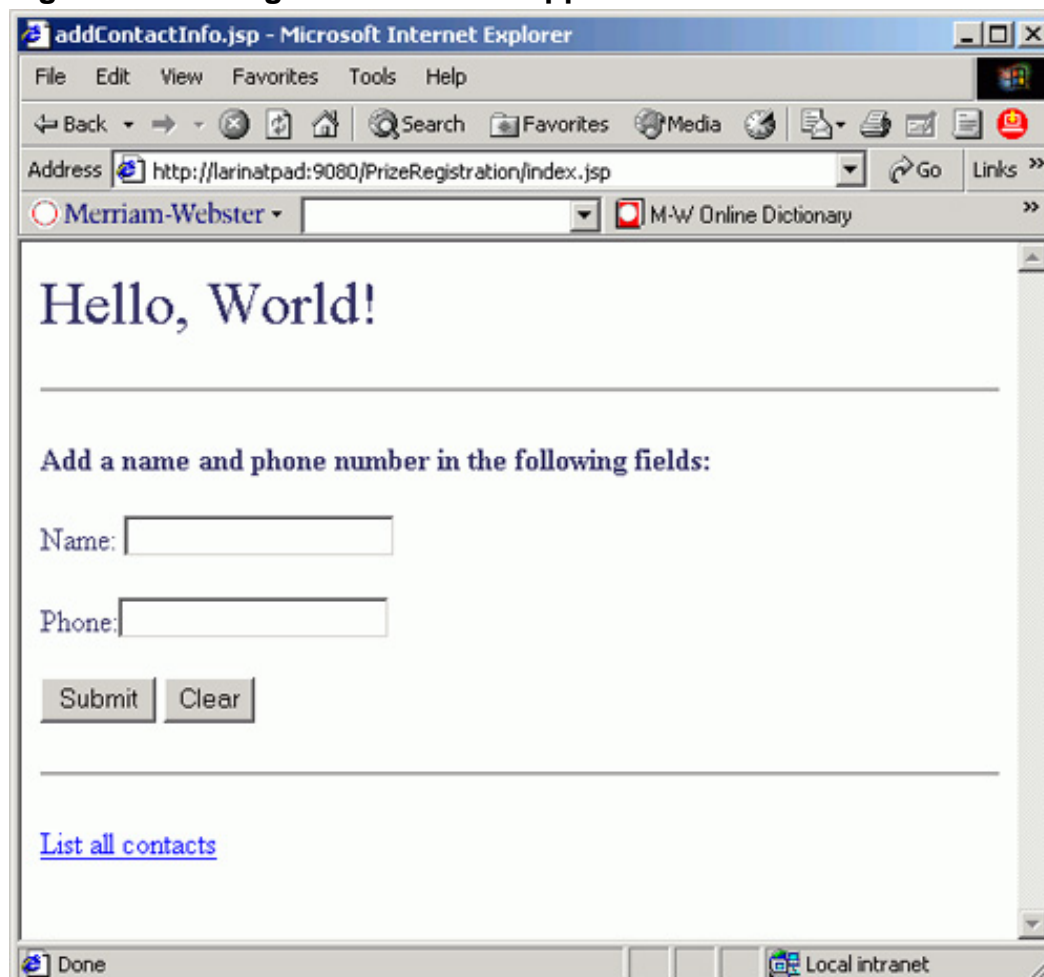 addContactInfo.jsp - Microsoft Internet Explorer
File Edit View Favorites Tools Help
Back Search Favorites Media
Address http://larinatpad:9080/PrizeRegistration/index.jsp Go Links »
Merriam-Webster M-W Online Dictionary »
Hello, World!
Add a name and phone number in the following fields:
Name:
Phone:
Submit Clear
List all contacts
Done Local intranet